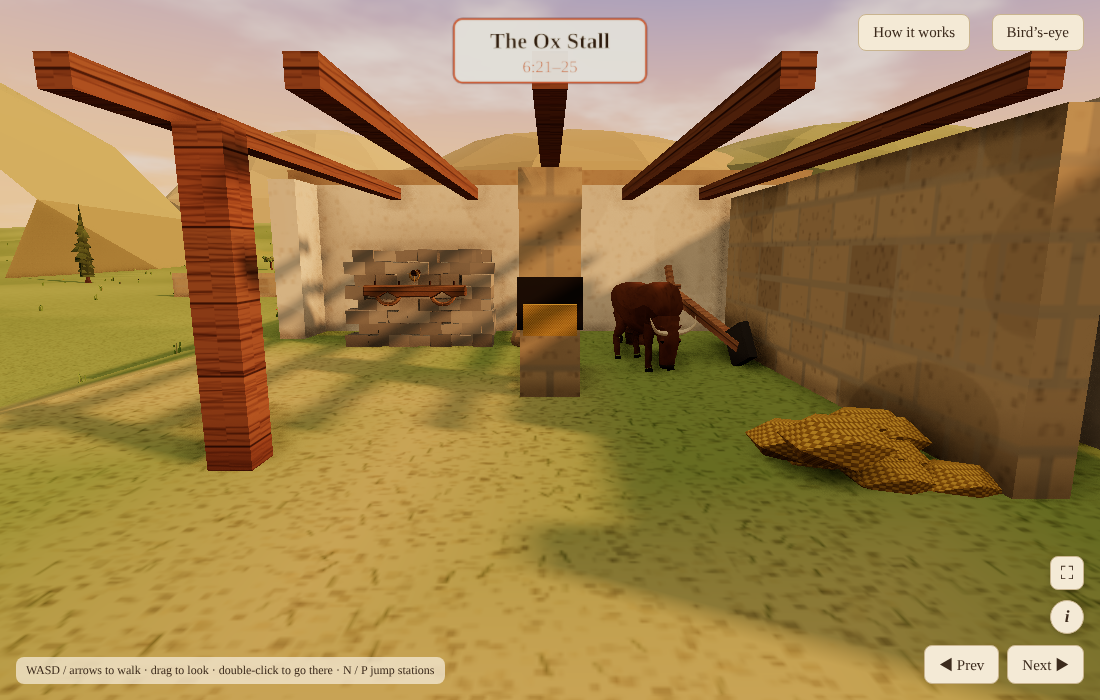 The Ox Stall
6:21–25
How it works
Bird's-eye
i
WASD / arrows to walk · drag to look · double-click to go there · N / P jump stations
◀ Prev
Next ▶